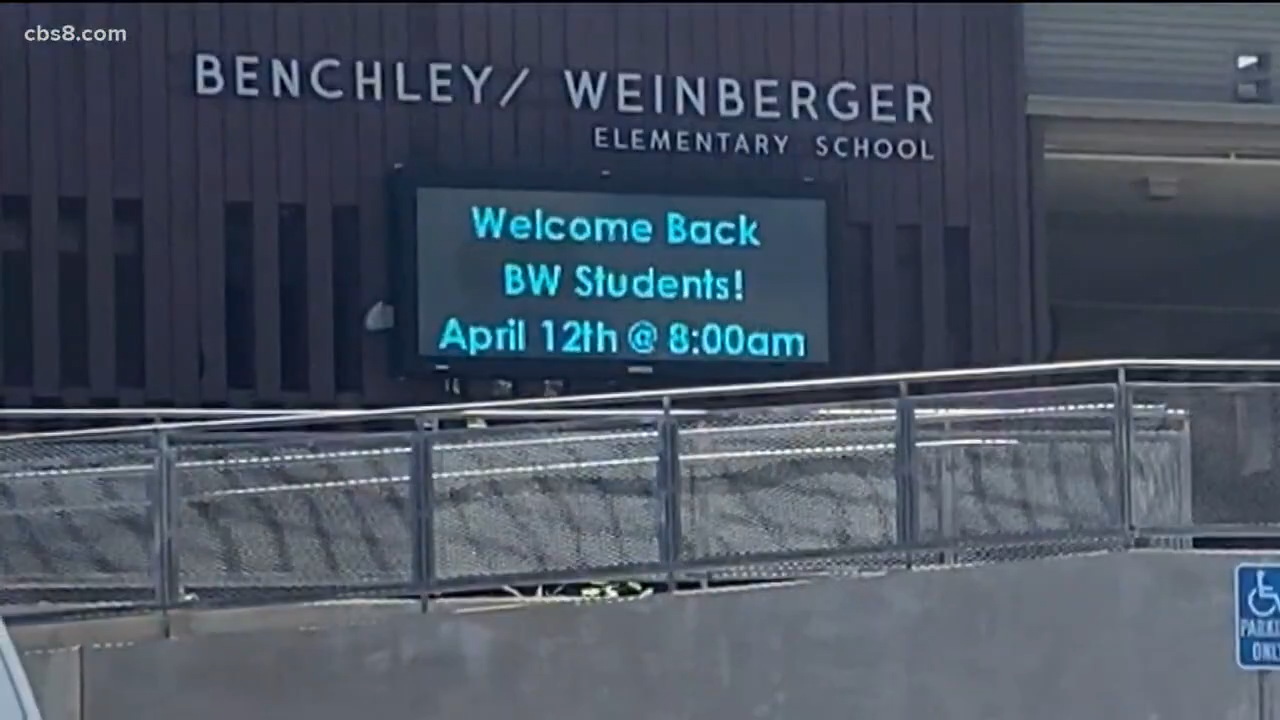 cbs8.com
BENCHLEY/ WEINBERGER
ELEMENTARY SCHOOL
Welcome Back
BW Students!
April 12th @ 8:00am